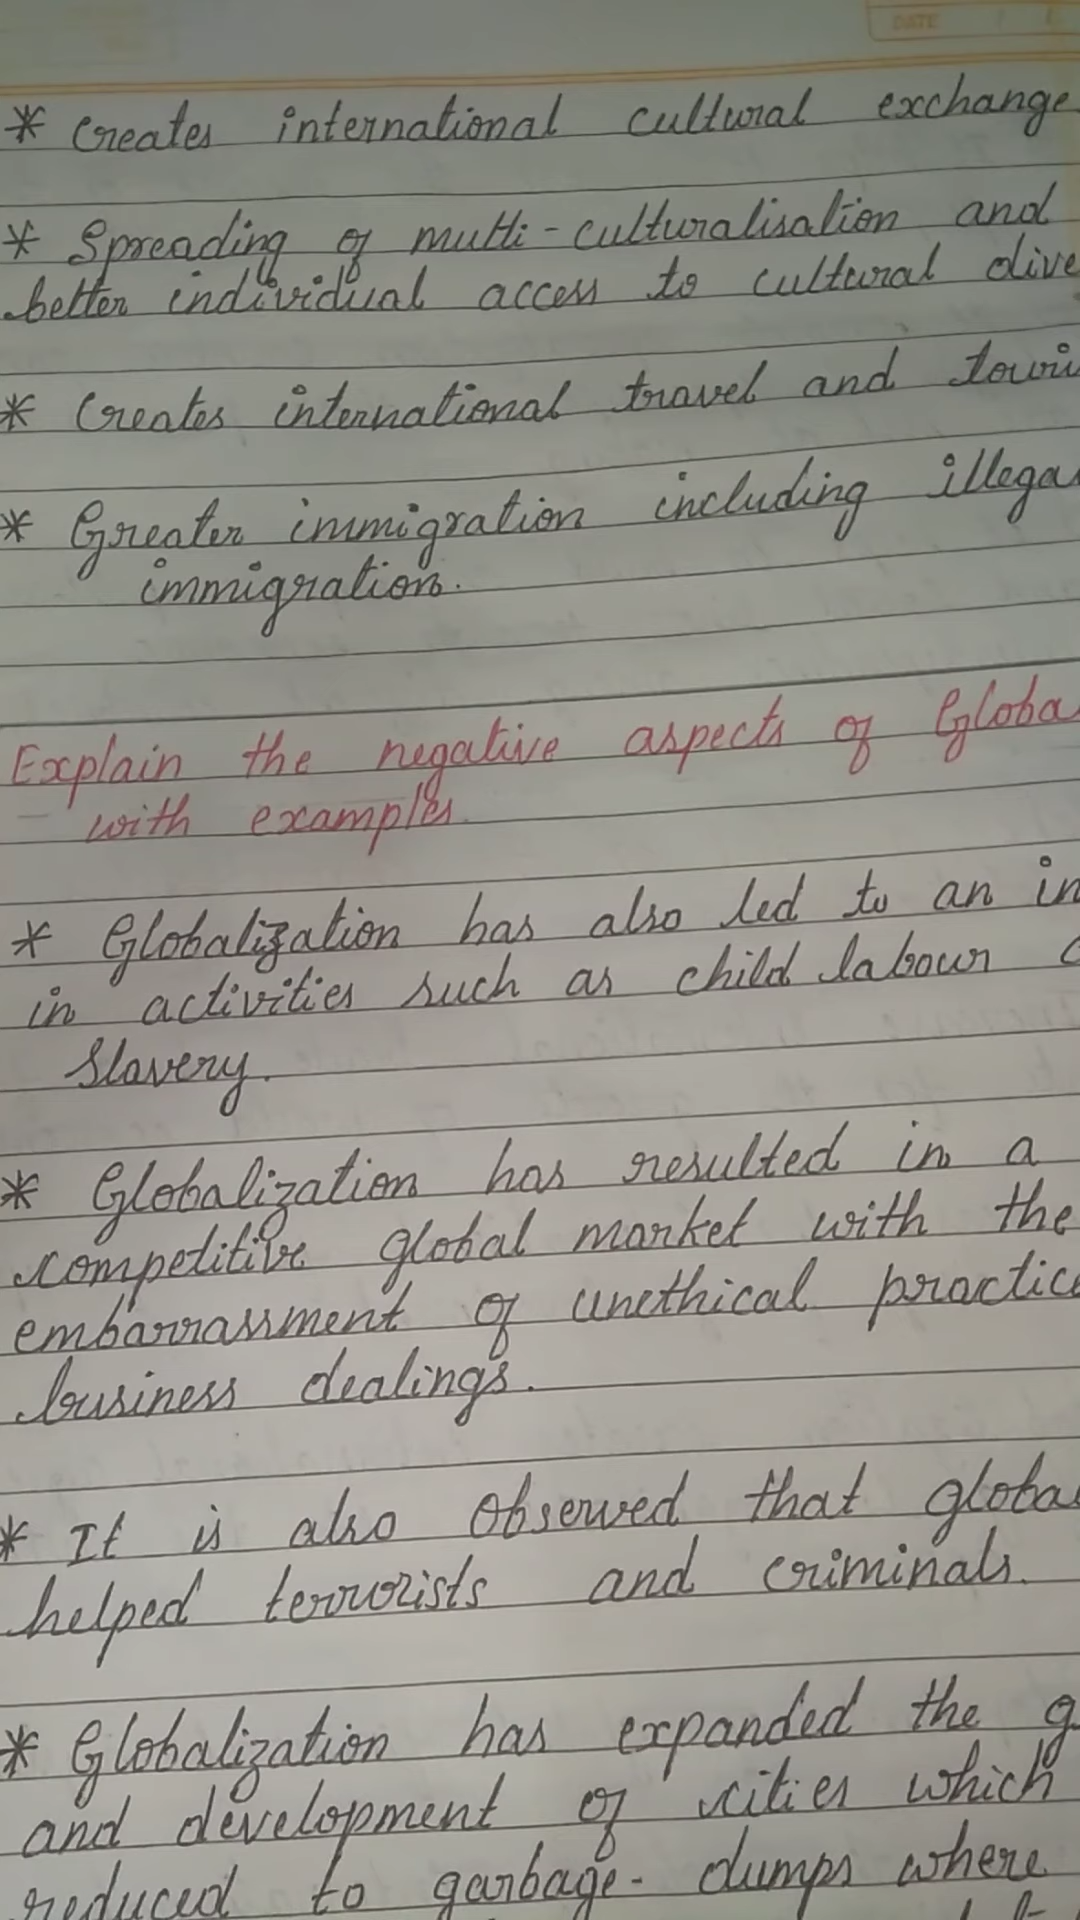 DATE
* Creates international cultural exchange
* Spreading of multi-culturalisation and
better individual access to cultural dive
* Creates international travel and touri
* Greater immigration including illega
immigration.
Explain the negative aspects of Globa
- with examples.
* Globalization has also led to an in
in activities such as child labour
Slavery.
* Globalization has resulted in a
competitive global market with the
embarrassment of unethical practice
business dealings.
* It is also Observed that globa
helped terrorists and criminals.
* Globalization has expanded the g
and development of cities which
reduced to garbage-dumps where